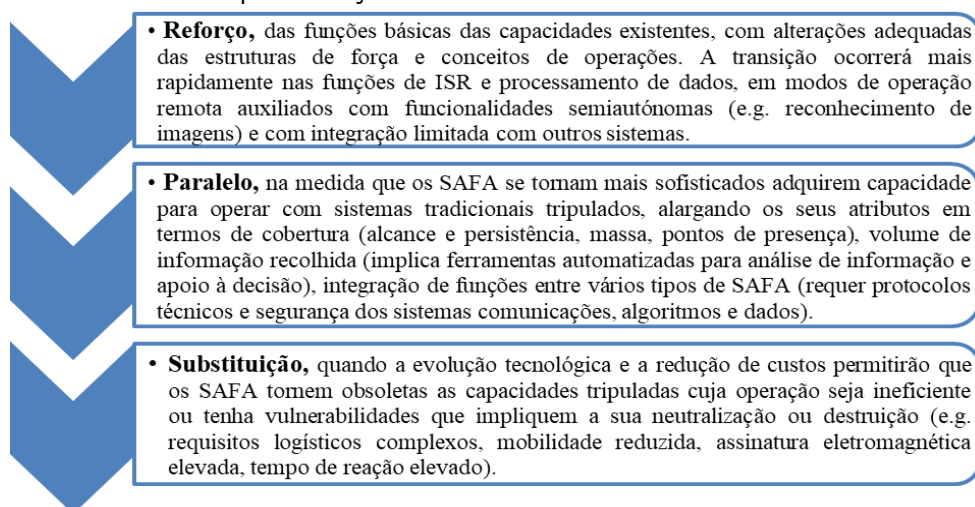 • Reforço, das funções básicas das capacidades existentes, com alterações adequadas
das estruturas de força e conceitos de operações. A transição ocorrerá mais
rapidamente nas funções de ISR e processamento de dados, em modos de operação
remota auxiliados com funcionalidades semiautónomas (e.g. reconhecimento de
imagens) e com integração limitada com outros sistemas.
• Paralelo, na medida que os SAFA se tornam mais sofisticados adquirem capacidade
para operar com sistemas tradicionais tripulados, alargando os seus atributos em
termos de cobertura (alcance e persistência, massa, pontos de presença), volume de
informação recolhida (implica ferramentas automatizadas para análise de informação e
apoio à decisão), integração de funções entre vários tipos de SAFA (requer protocolos
técnicos e segurança dos sistemas comunicações, algoritmos e dados).
• Substituição, quando a evolução tecnológica e a redução de custos permitirão que
os SAFA tornem obsoletas as capacidades tripuladas cuja operação seja ineficiente
ou tenha vulnerabilidades que impliquem a sua neutralização ou destruição (e.g.
requisitos logísticos complexos, mobilidade reduzida, assinatura eletromagnética
elevada, tempo de reação elevado).